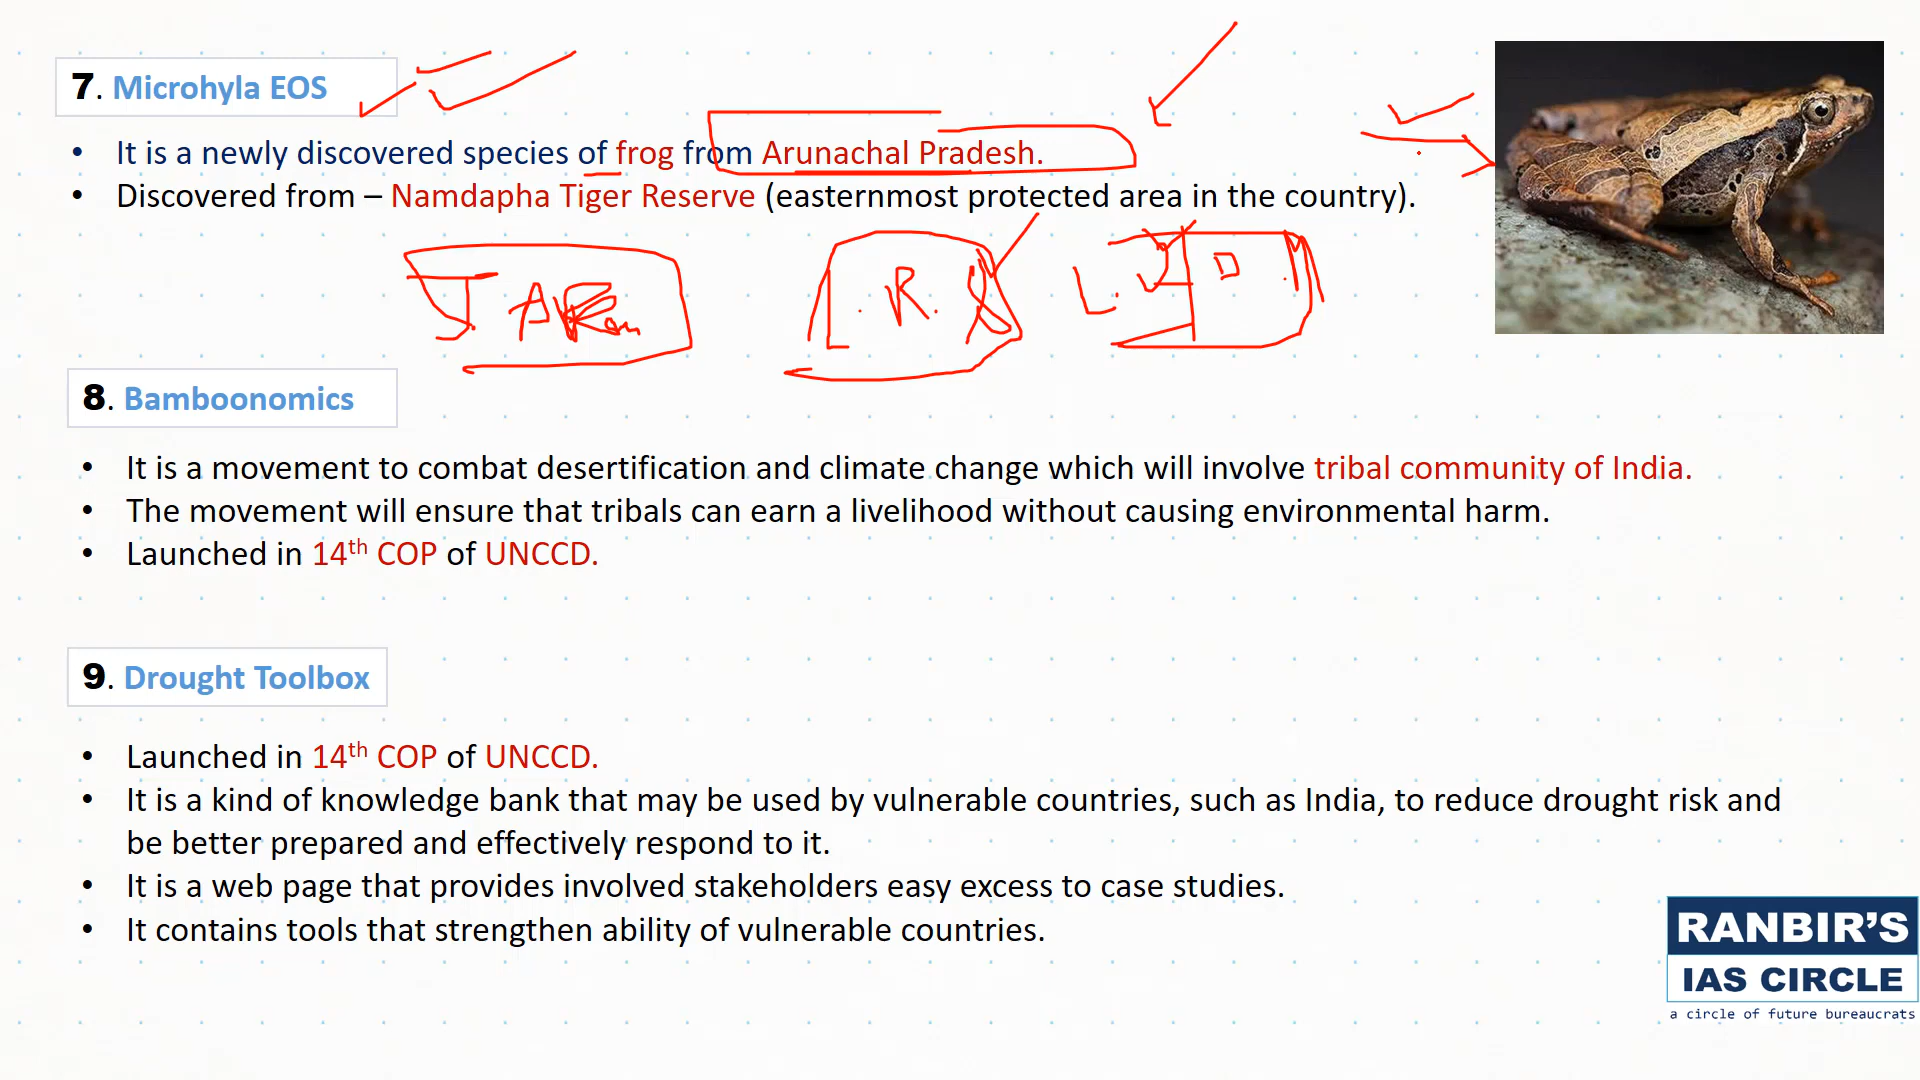 7. Microhyla EOS
• It is a newly discovered species of frog from Arunachal Pradesh.
• Discovered from – Namdapha Tiger Reserve (easternmost protected area in the country).
8. Bamboonomics
• It is a movement to combat desertification and climate change which will involve tribal community of India.
• The movement will ensure that tribals can earn a livelihood without causing environmental harm.
• Launched in 14th COP of UNCCD.
9. Drought Toolbox
• Launched in 14th COP of UNCCD.
• It is a kind of knowledge bank that may be used by vulnerable countries, such as India, to reduce drought risk and
be better prepared and effectively respond to it.
• It is a web page that provides involved stakeholders easy excess to case studies.
• It contains tools that strengthen ability of vulnerable countries.
RANBIR'S
IAS CIRCLE
a circle of future bureaucrats